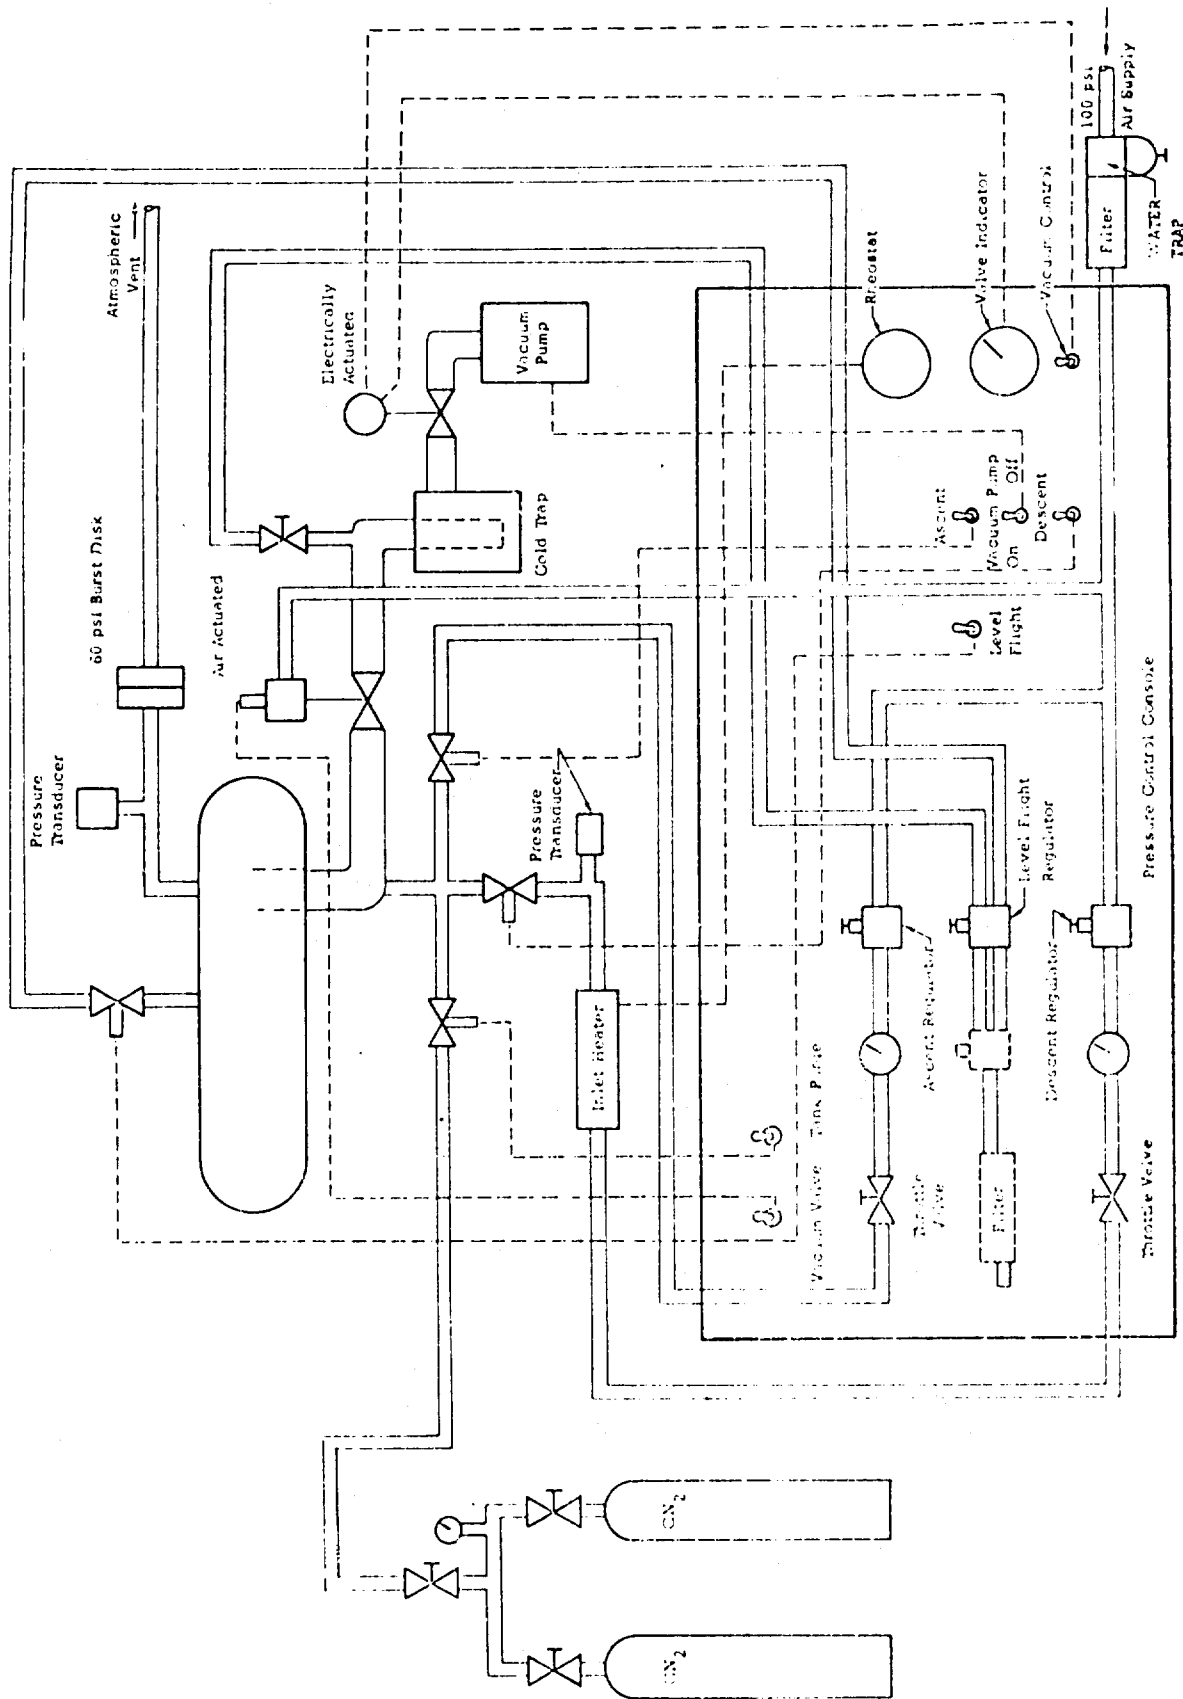 100 psi
Air Supply
Filter
WATER
TRAP
Atmospheric
Vent
Electrically
Actuated
Vacuum
Pump
Rheostat
Valve Indicator
Vacuum Control
60 psi Burst Disk
Air Actuated
Cold Trap
Ascent
Vacuum Pump
On
Off
Descent
Level
Flight
Pressure
Transducer
Pressure
Transducer
Level Flight
Regulator
Pressure Control Console
Ascent Regulator
Descent Regulator
Inlet Heater
Tank Purge
Vacuum Valve
Throttle
Valve
Filter
Throttle Valve
GN2
GN2